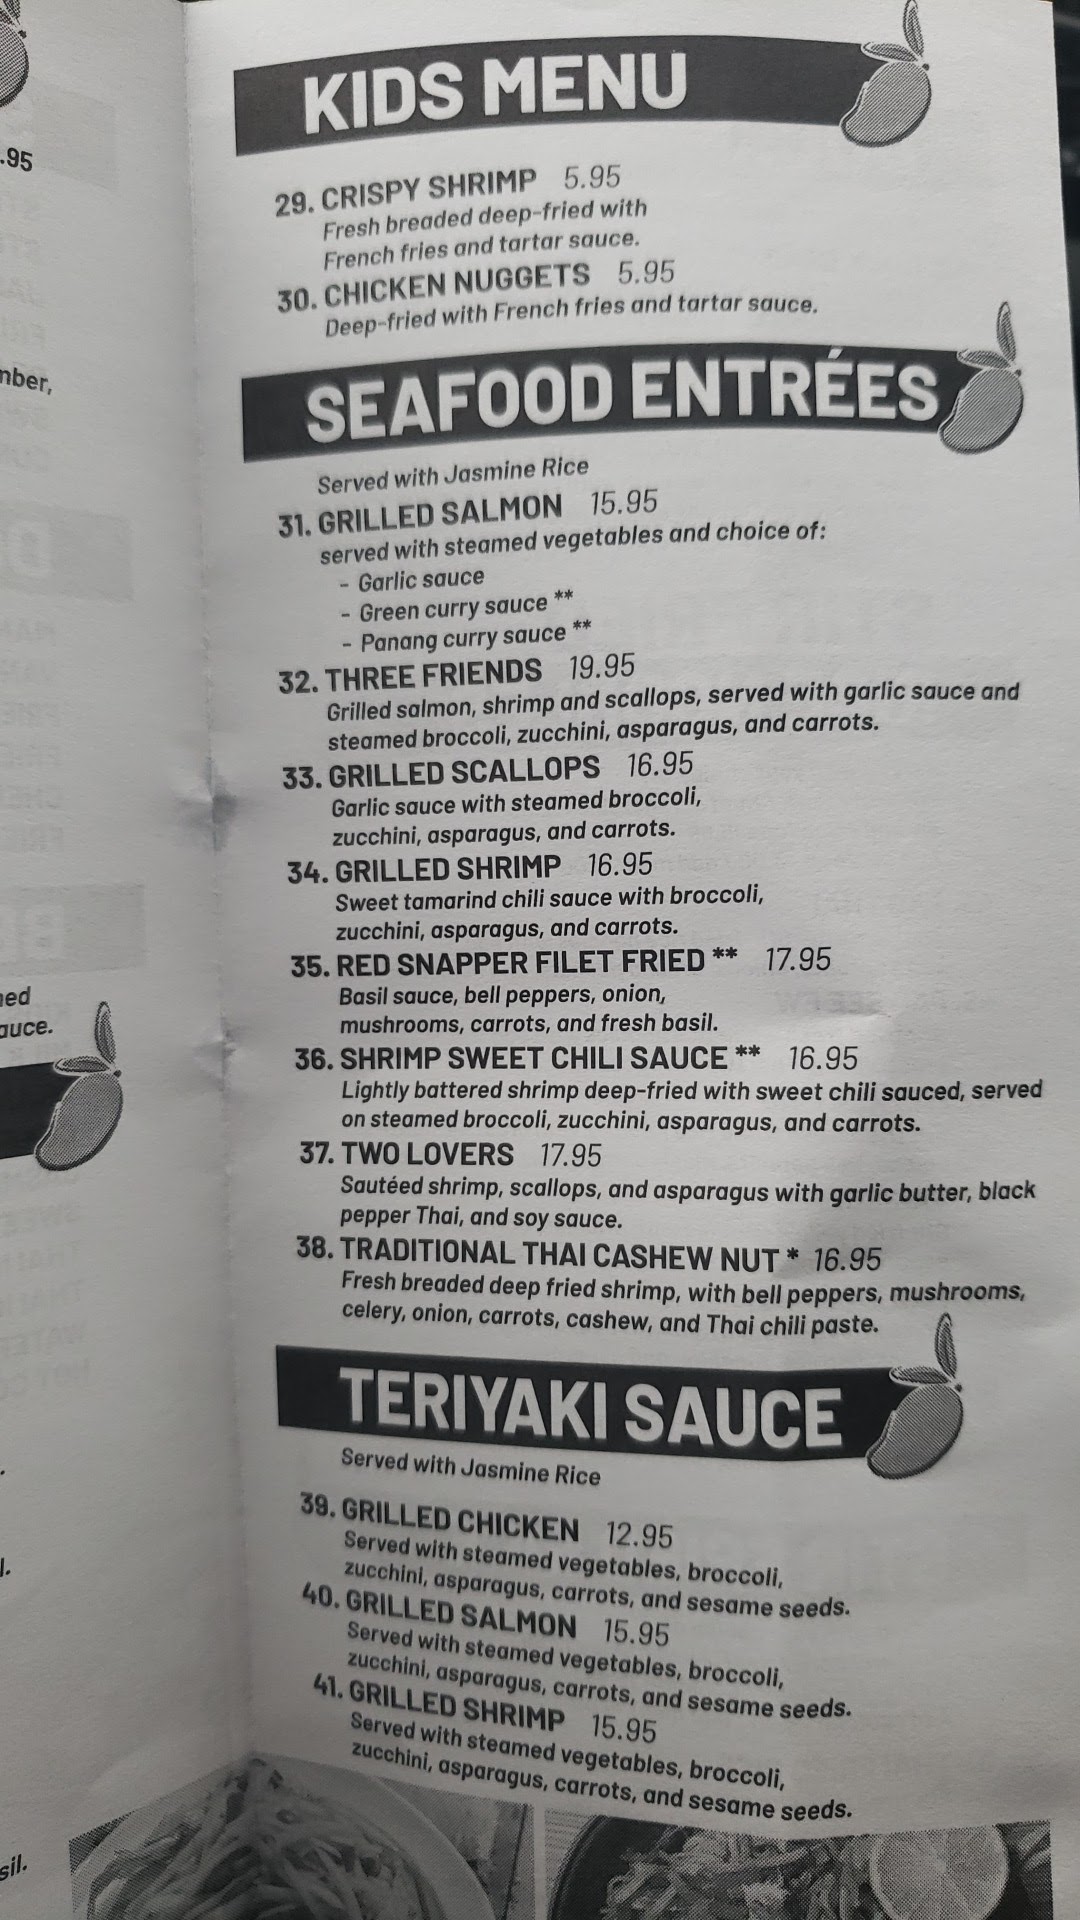 .95
mber,
ned
auce.
l.
sil.
KIDS MENU
29. CRISPY SHRIMP 5.95
Fresh breaded deep-fried with
French fries and tartar sauce.
30. CHICKEN NUGGETS 5.95
Deep-fried with French fries and tartar sauce.
SEAFOOD ENTRÉES
Served with Jasmine Rice
31. GRILLED SALMON 15.95
served with steamed vegetables and choice of:
- Garlic sauce
- Green curry sauce **
- Panang curry sauce **
32. THREE FRIENDS 19.95
Grilled salmon, shrimp and scallops, served with garlic sauce and
steamed broccoli, zucchini, asparagus, and carrots.
33. GRILLED SCALLOPS 16.95
Garlic sauce with steamed broccoli,
zucchini, asparagus, and carrots.
34. GRILLED SHRIMP 16.95
Sweet tamarind chili sauce with broccoli,
zucchini, asparagus, and carrots.
35. RED SNAPPER FILET FRIED ** 17.95
Basil sauce, bell peppers, onion,
mushrooms, carrots, and fresh basil.
36. SHRIMP SWEET CHILI SAUCE ** 16.95
Lightly battered shrimp deep-fried with sweet chili sauced, served
on steamed broccoli, zucchini, asparagus, and carrots.
37. TWO LOVERS 17.95
Sautéed shrimp, scallops, and asparagus with garlic butter, black
pepper Thai, and soy sauce.
38. TRADITIONAL THAI CASHEW NUT * 16.95
Fresh breaded deep fried shrimp, with bell peppers, mushrooms,
celery, onion, carrots, cashew, and Thai chili paste.
TERIYAKI SAUCE
Served with Jasmine Rice
39. GRILLED CHICKEN 12.95
Served with steamed vegetables, broccoli,
zucchini, asparagus, carrots, and sesame seeds.
40. GRILLED SALMON 15.95
Served with steamed vegetables, broccoli,
zucchini, asparagus, carrots, and sesame seeds.
41. GRILLED SHRIMP 15.95
Served with steamed vegetables, broccoli,
zucchini, asparagus, carrots, and sesame seeds.